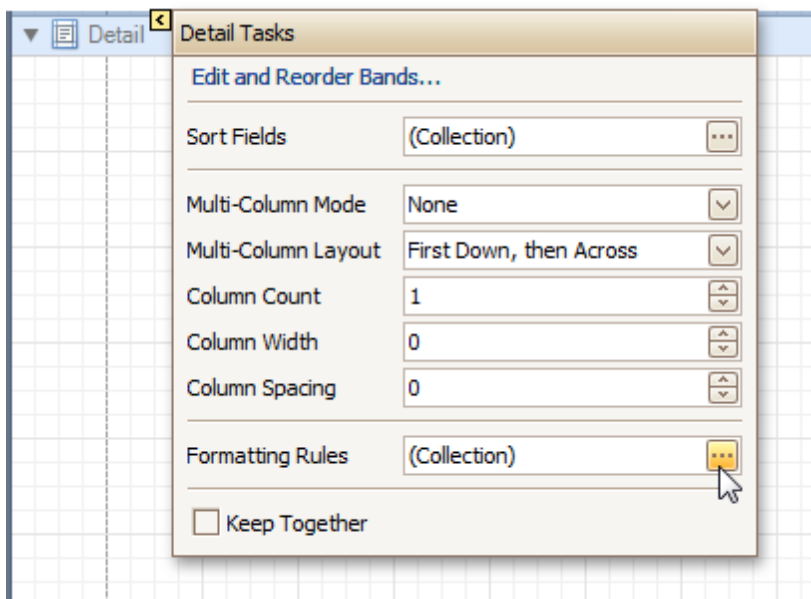 Detail
Detail Tasks
Edit and Reorder Bands...
Sort Fields (Collection)
Multi-Column Mode None
Multi-Column Layout First Down, then Across
Column Count 1
Column Width 0
Column Spacing 0
Formatting Rules (Collection)
Keep Together